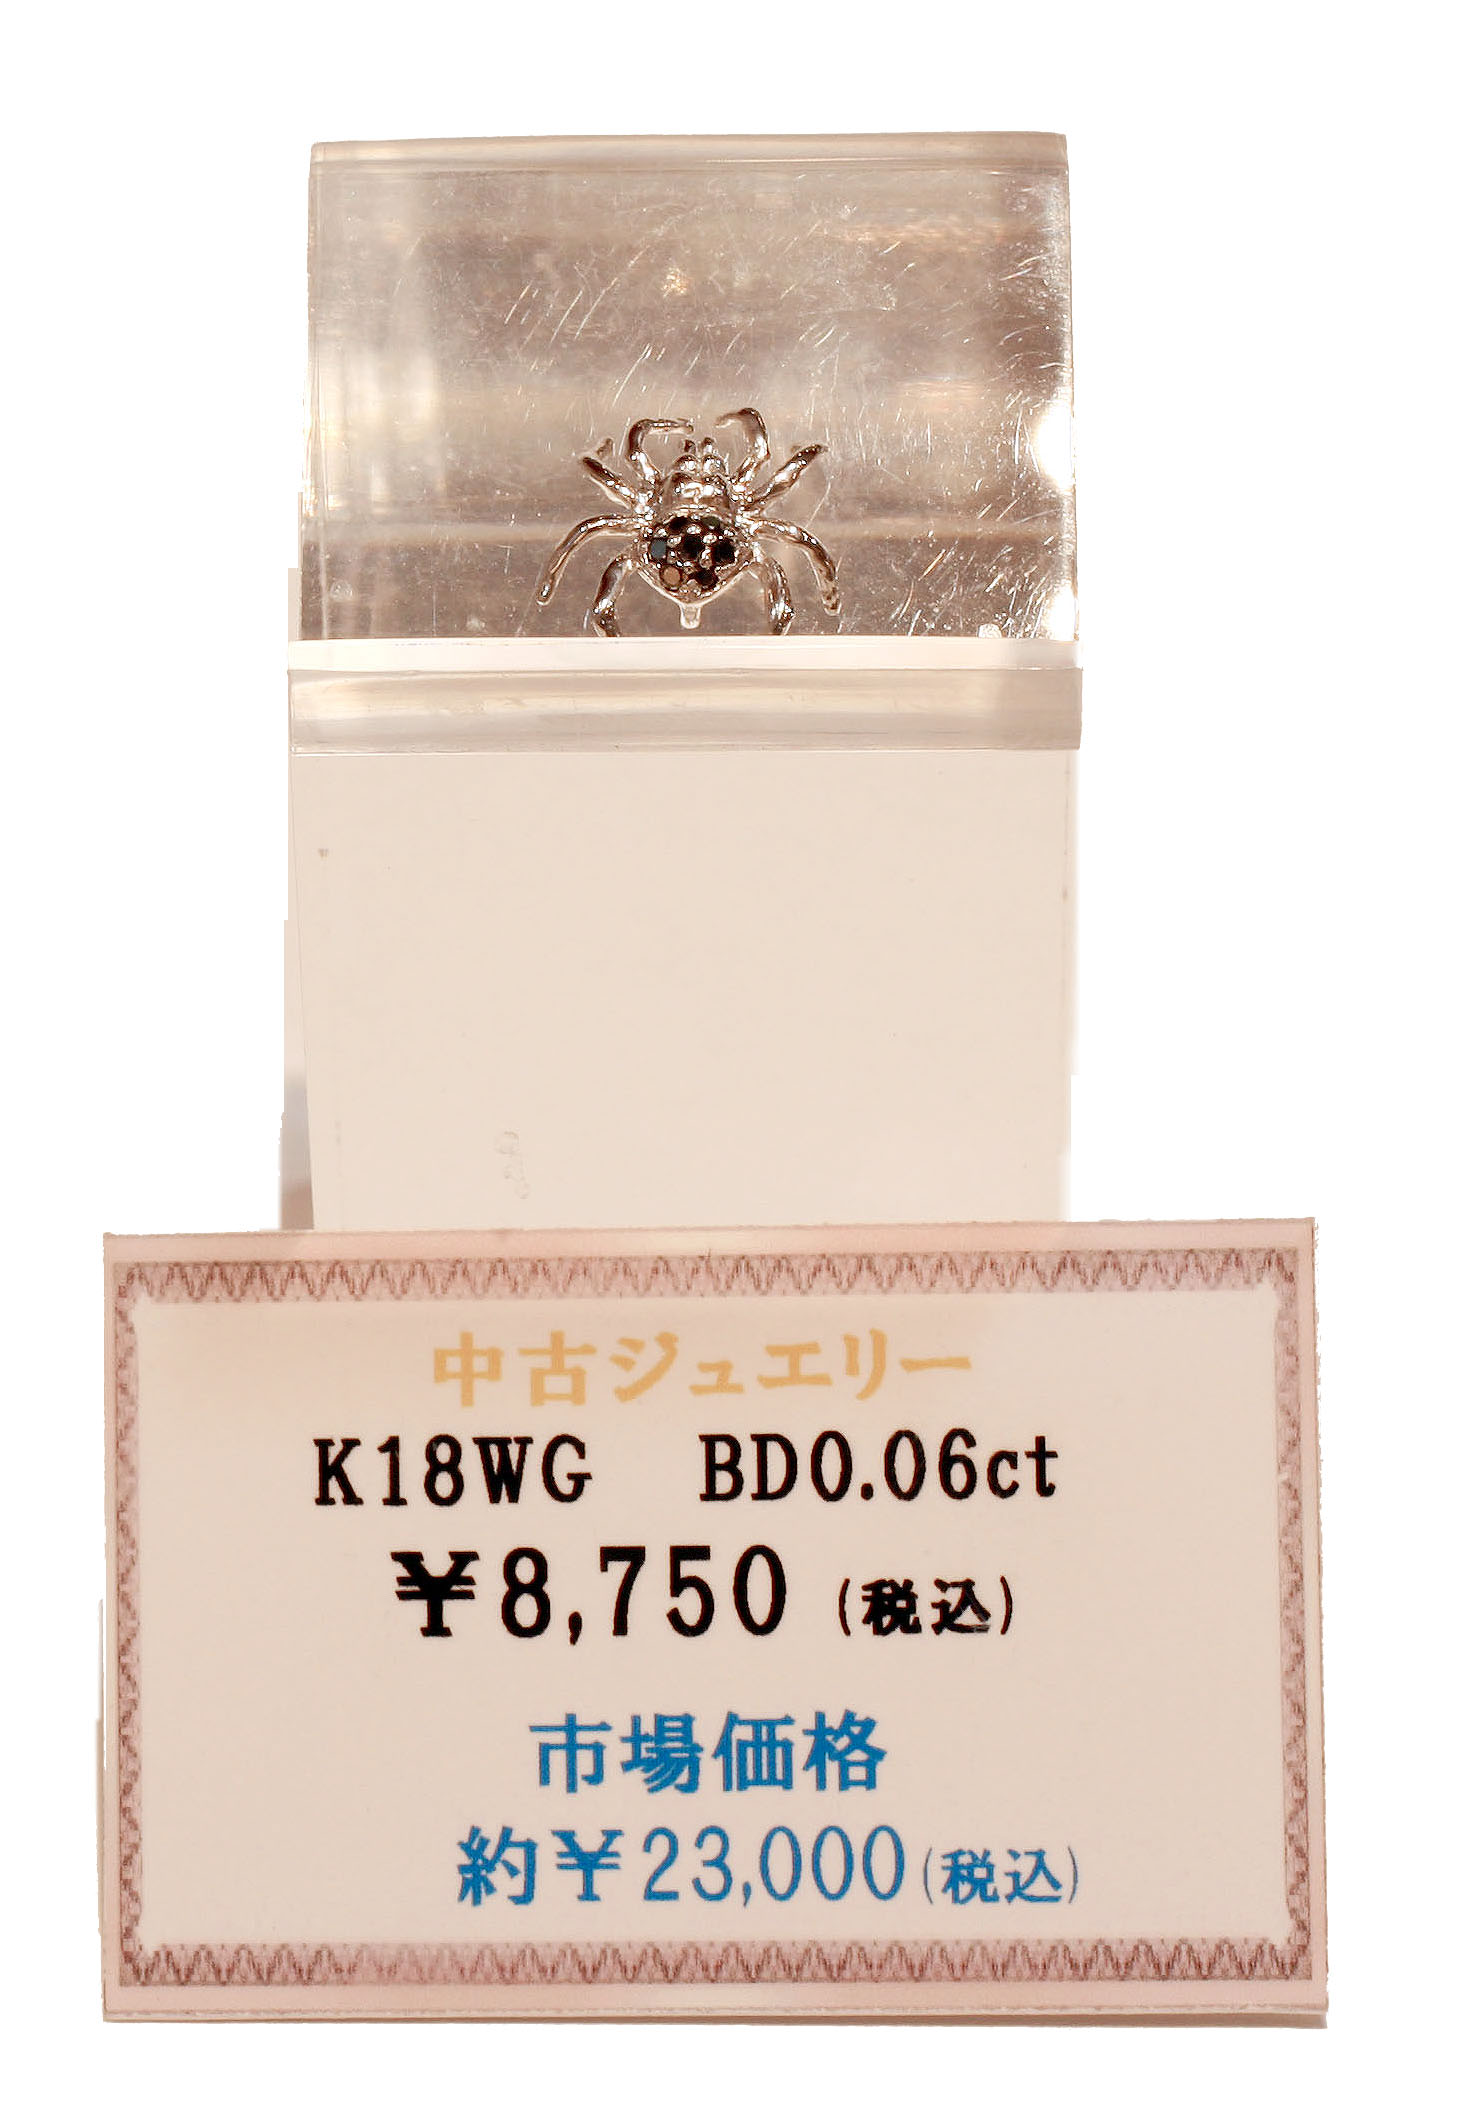 中古ジュエリー
K18WG BD0.06ct
¥8,750 (税込)
市場価格
約¥23,000(税込)